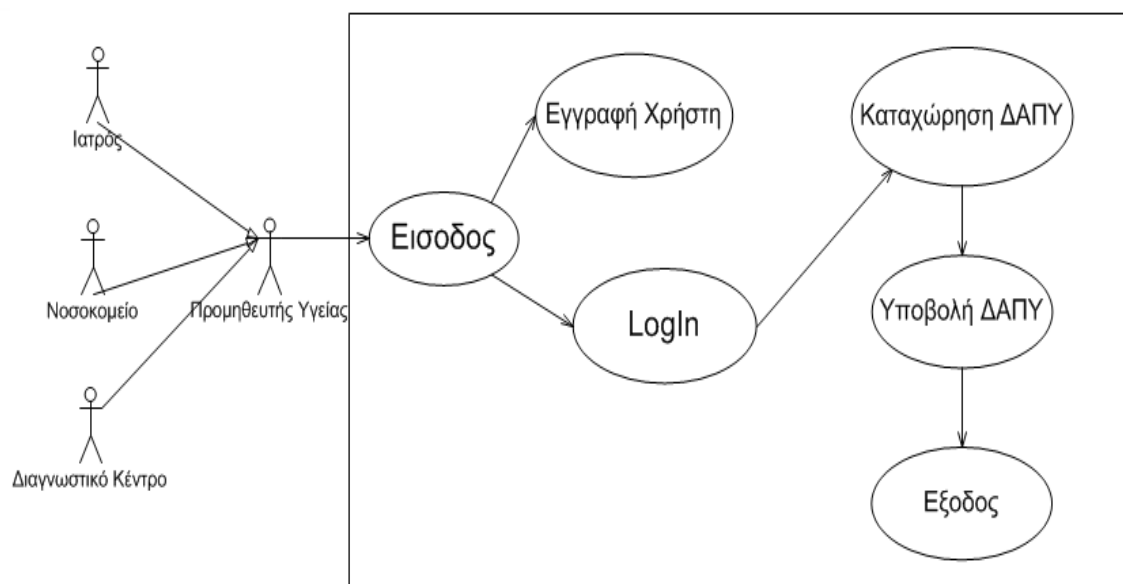 Ιατρός
Νοσοκομείο
Διαγνωστικό Κέντρο
Προμηθευτής Υγείας
Εισοδος
Εγγραφή Χρήστη
LogIn
Καταχώρηση ΔΑΠΥ
Υποβολή ΔΑΠΥ
Εξοδος